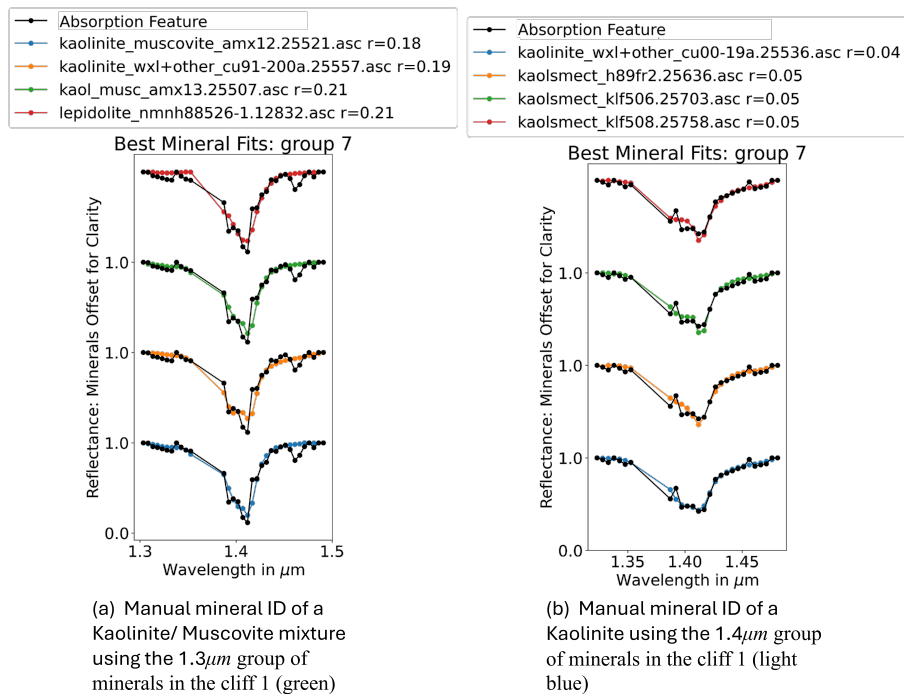 Absorption Feature
kaolinite_muscovite_amx12.25521.asc r=0.18
kaolinite_wxl+other_cu91-200a.25557.asc r=0.19
kaol_musc_amx13.25507.asc r=0.21
lepidolite_nmnh88526-1.12832.asc r=0.21
Best Mineral Fits: group 7
Reflectance: Minerals Offset for Clarity
1.0
1.0
1.0
0.0
1.3
1.4
1.5
Wavelength in μm
(a) Manual mineral ID of a
Kaolinite/ Muscovite mixture
using the 1.3μm group of
minerals in the cliff 1 (green)
Absorption Feature
kaolinite_wxl+other_cu00-19a.25536.asc r=0.04
kaolsmect_h89fr2.25636.asc r=0.05
kaolsmect_klf506.25703.asc r=0.05
kaolsmect_klf508.25758.asc r=0.05
Best Mineral Fits: group 7
Reflectance: Minerals Offset for Clarity
1.0
1.0
1.0
0.0
1.35
1.40
1.45
Wavelength in μm
(b) Manual mineral ID of a
Kaolinite using the 1.4μm group
of minerals in the cliff 1 (light
blue)